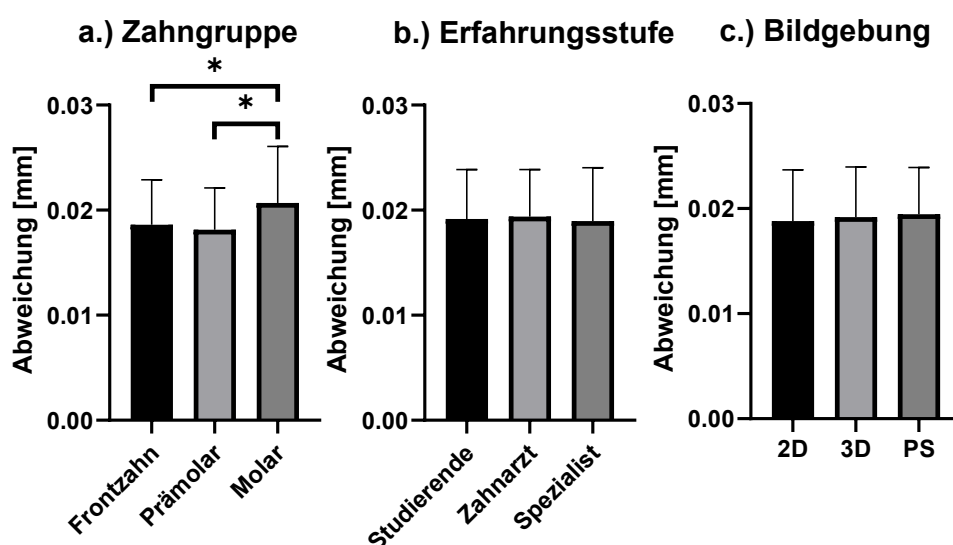 a.) Zahngruppe
*
*
Abweichung [mm]
0.03
0.02
0.01
0.00
Frontzahn
Prämolar
Molar
b.) Erfahrungsstufe
Abweichung [mm]
0.03
0.02
0.01
0.00
Studierende
Zahnarzt
Spezialist
c.) Bildgebung
Abweichung [mm]
0.03
0.02
0.01
0.00
2D 3D PS